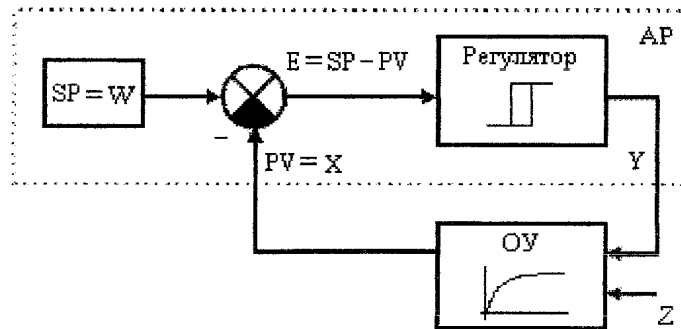 АР
Регулятор
E = SP - PV
SP = W
-
PV = X
Y
ОУ
Z